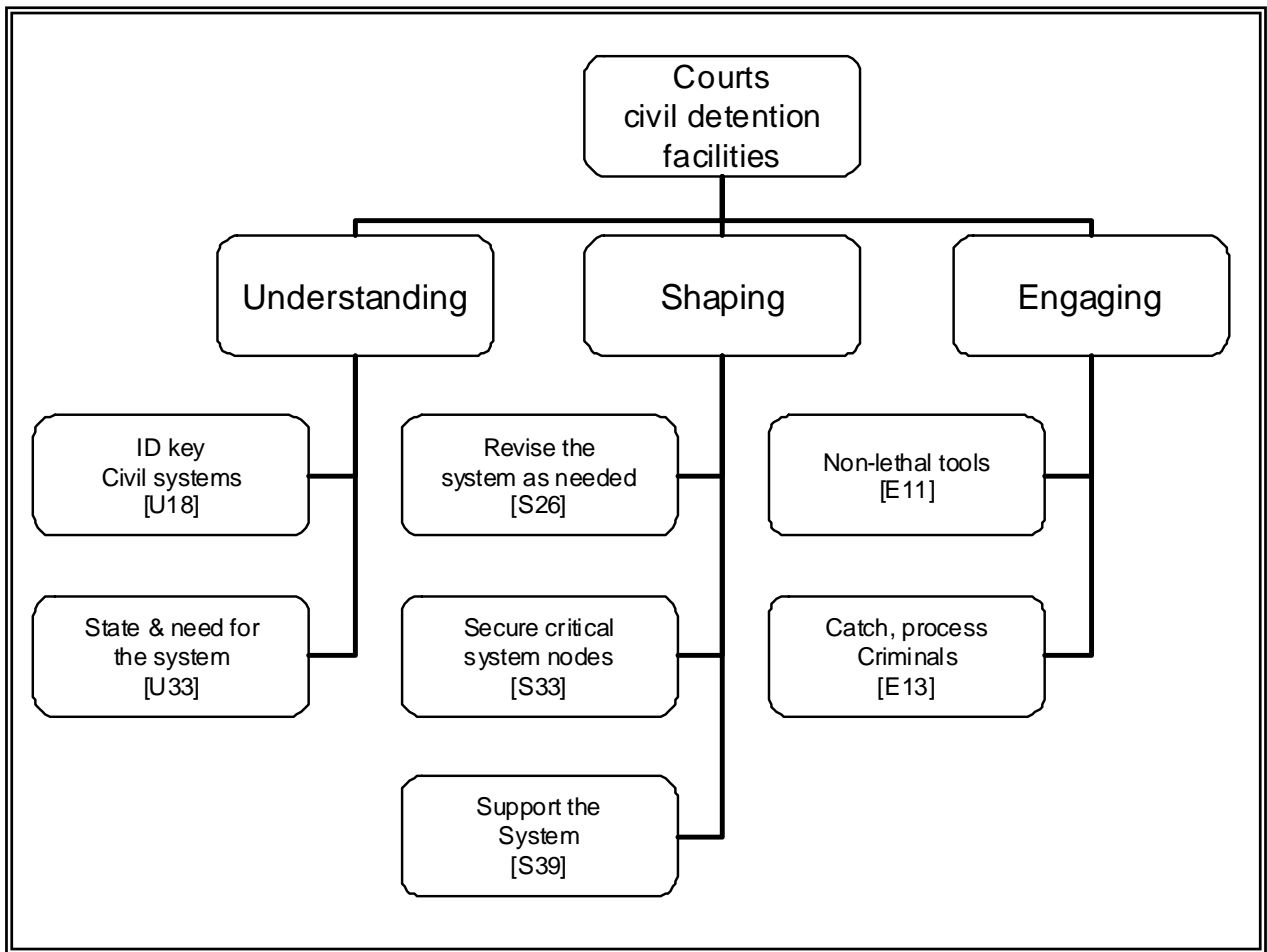 Courts
civil detention
facilities
Understanding
Shaping
Engaging
ID key
Civil systems
[U18]
Revise the
system as needed
[S26]
Non-lethal tools
[E11]
State & need for
the system
[U33]
Secure critical
system nodes
[S33]
Catch, process
Criminals
[E13]
Support the
System
[S39]